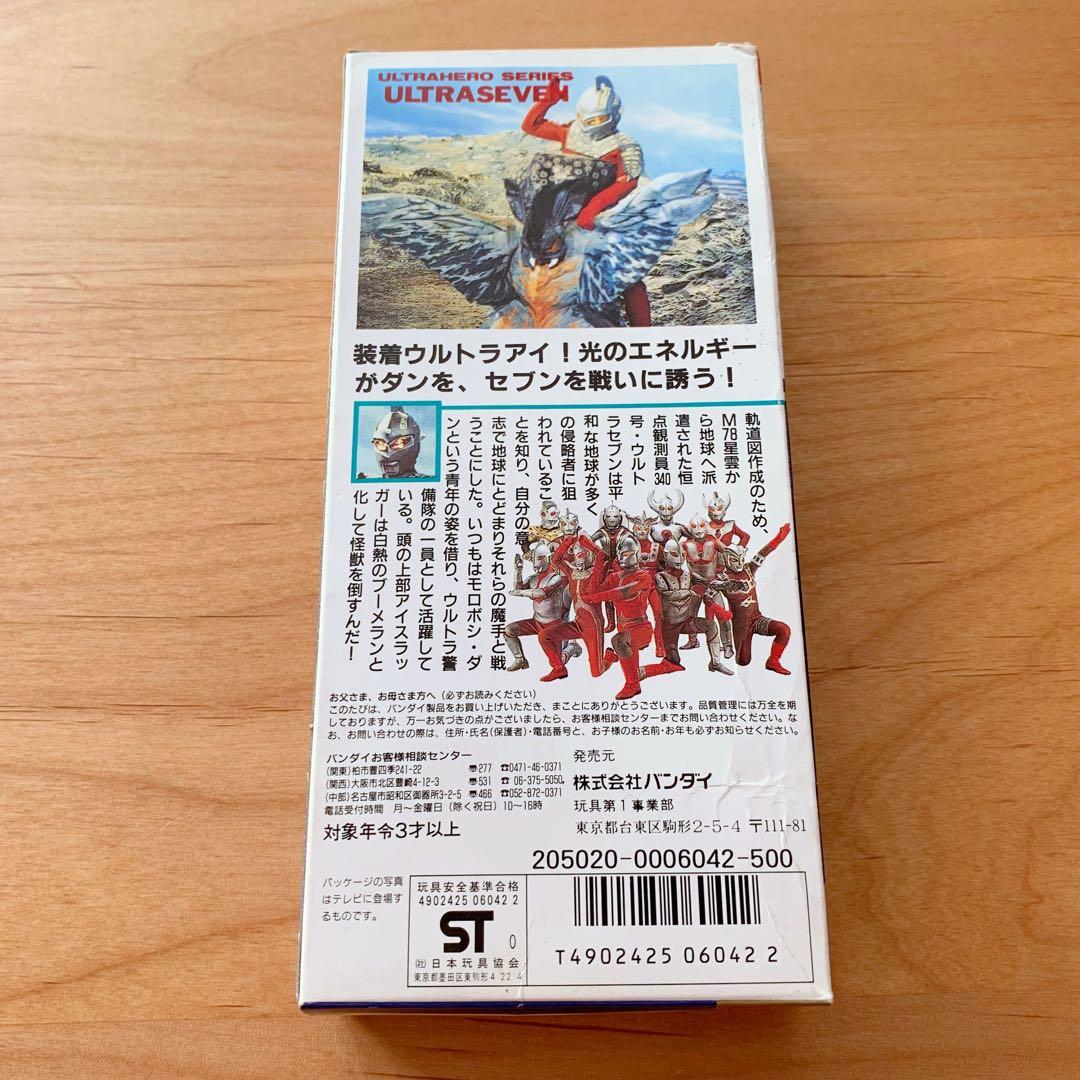 ULTRAHERO SERIES
ULTRASEVEN
装着ウルトラアイ！光のエネルギー
がダンを、セブンを戦いに誘う！
軌道図作成のため、
M78星雲か
ら地球へ派
遣された恒
点観測員340
号・ウルト
ラセブンは平
和な地球が多く
の侵略者に狙
われているこ
とを知り、自分の意
志で地球にとどまりそれらの魔手と戦
うことにした。いつもはモロボシ・ダ
ンという青年の姿を借り、ウルトラ警
備隊の一員として活躍して
いる。頭の上部アイスラッ
ガーは白熱のブーメランと
化して怪獣を倒すんだ！
お父さま、お母さま方へ（必ずお読みください）
このたびは、バンダイ製品をお買い上げいただき、まことにありがとうございます。品質管理には万全を期
しておりますが、万一お気づきの点がございましたら、お客様相談センターまでお問い合わせください。な
お、お問い合わせの際は、住所・氏名（保護者）・電話番号と、お子様のお名前・お年も必ずお知らせください。
バンダイお客様相談センター
（関東）柏市豊四季241-22 〠277 ☎0471-46-0371
（関西）大阪市北区豊崎4-12-3 〠531 ☎06-375-5050
（中部）名古屋市昭和区御器所3-2-5 〠466 ☎052-872-0371
電話受付時間 月～金曜日（除く祝日）10～16時
対象年令3才以上
発売元
株式会社バンダイ
玩具第1事業部
東京都台東区駒形2-5-4 〒111-81
205020-0006042-500
パッケージの写真
はテレビに登場す
るものです。
玩具安全基準合格
4902425 06042 2
ST 0
（社）日本玩具協会
東京都墨田区東駒形4 22 4
T4902425 06042 2